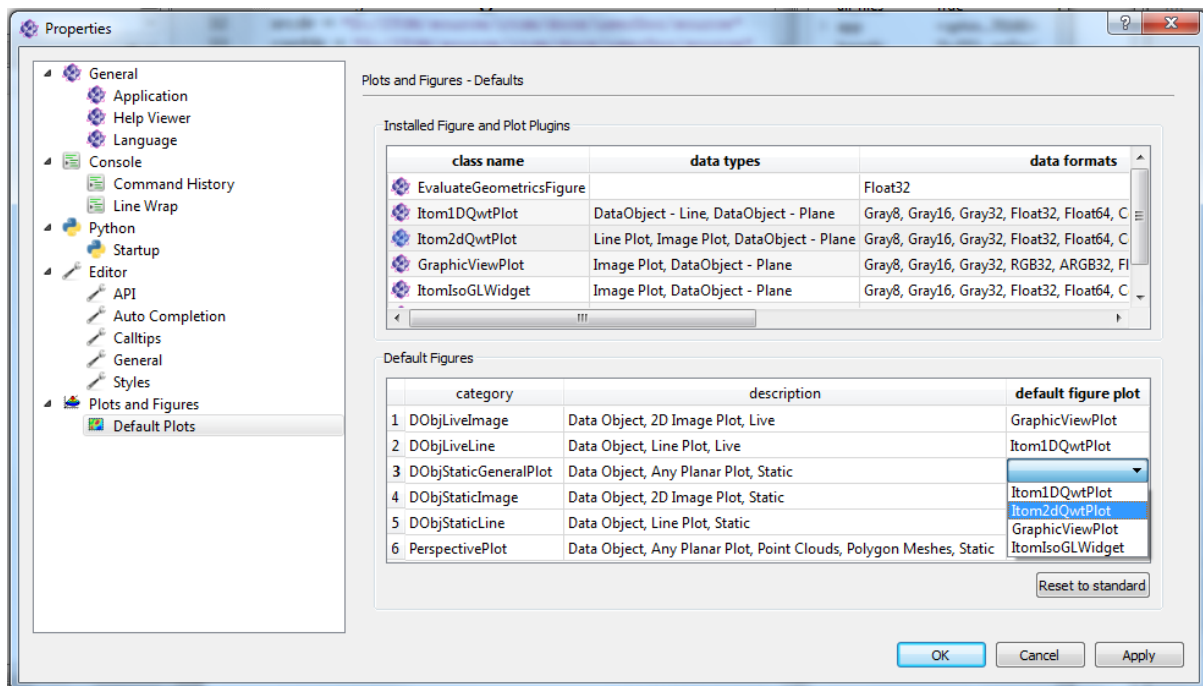 Properties
General
Application
Help Viewer
Language
Console
Command History
Line Wrap
Python
Startup
Editor
API
Auto Completion
Calltips
General
Styles
Plots and Figures
Default Plots
Plots and Figures - Defaults
Installed Figure and Plot Plugins
class name data types data formats
EvaluateGeometricsFigure Float32
Itom1DQwtPlot DataObject - Line, DataObject - Plane Gray8, Gray16, Gray32, Float32, Float64, C
Itom2dQwtPlot Line Plot, Image Plot, DataObject - Plane Gray8, Gray16, Gray32, Float32, Float64, C
GraphicViewPlot Image Plot, DataObject - Plane Gray8, Gray16, Gray32, RGB32, ARGB32, Fl
ItomIsoGLWidget Image Plot, DataObject - Plane Gray8, Gray16, Gray32, Float32, Float64, C
Default Figures
category description default figure plot
1 DObjLiveImage Data Object, 2D Image Plot, Live GraphicViewPlot
2 DObjLiveLine Data Object, Line Plot, Live Itom1DQwtPlot
3 DObjStaticGeneralPlot Data Object, Any Planar Plot, Static
4 DObjStaticImage Data Object, 2D Image Plot, Static
5 DObjStaticLine Data Object, Line Plot, Static
6 PerspectivePlot Data Object, Any Planar Plot, Point Clouds, Polygon Meshes, Static
Itom1DQwtPlot
Itom2dQwtPlot
GraphicViewPlot
ItomIsoGLWidget
Reset to standard
OK Cancel Apply